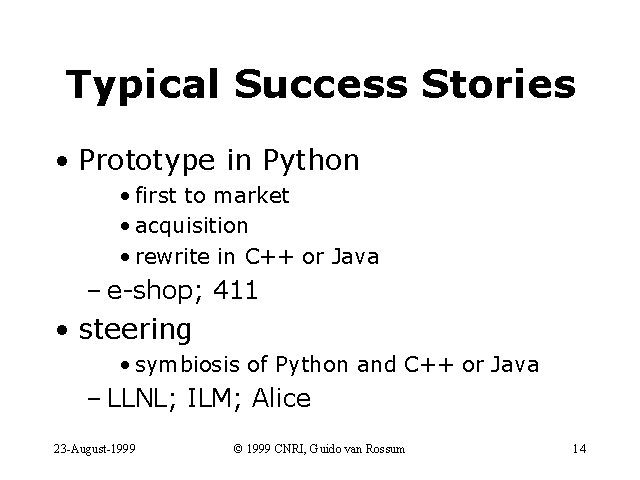 Typical Success Stories
• Prototype in Python
• first to market
• acquisition
• rewrite in C++ or Java
– e-shop; 411
• steering
• symbiosis of Python and C++ or Java
– LLNL; ILM; Alice
23-August-1999 © 1999 CNRI, Guido van Rossum 14